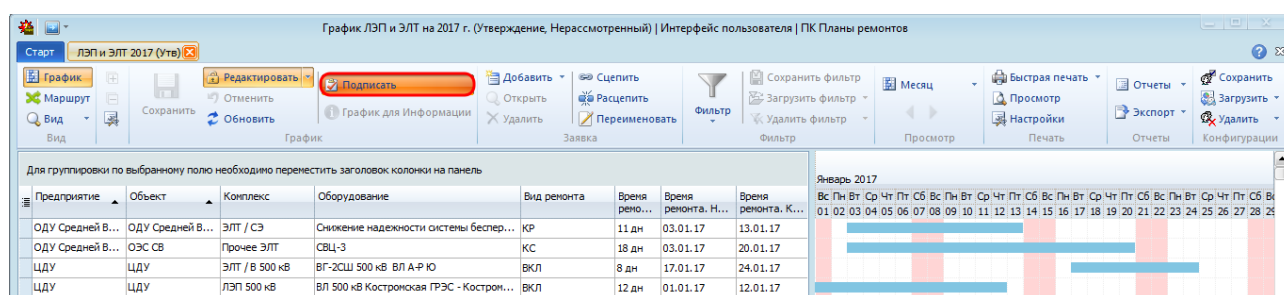 График ЛЭП и ЭЛТ на 2017 г. (Утверждение, Нерассмотренный) | Интерфейс пользователя | ПК Планы ремонтов
Старт ЛЭП и ЭЛТ 2017 (Утв)
График Редактировать Подписать Добавить Сцепить Сохранить фильтр Месяц Быстрая печать Отчеты Сохранить
Маршрут Сохранить Отменить График для Информации Открыть Расцепить Фильтр Загрузить фильтр Просмотр Экспорт Загрузить
Вид Обновить Удалить Переименовать Удалить фильтр Настройки Удалить
Вид График Заявка Фильтр Просмотр Печать Отчеты Конфигурации
Для группировки по выбранному полю необходимо переместить заголовок колонки на панель
Январь 2017
Предприятие Объект Комплекс Оборудование Вид ремонта Время рено... Время ремонта. Н... Время ремонта. К... Вс Пн Вт Ср Чт Пт Сб Вс Пн Вт Ср Чт Пт Сб Вс Пн Вт Ср Чт Пт Сб Вс Пн Вт Ср Чт Пт Сб Вс
01 02 03 04 05 06 07 08 09 10 11 12 13 14 15 16 17 18 19 20 21 22 23 24 25 26 27 28 29
ОДУ Средней В... ОДУ Средней В... ЭЛТ / СЭ Снижение надежности системы беспер... КР 11 дн 03.01.17 13.01.17
ОДУ Средней В... ОЭС СВ Прочее ЭЛТ СВЦ-3 КС 18 дн 03.01.17 20.01.17
ЦДУ ЦДУ ЭЛТ / В 500 кВ ВГ-2СШ 500 кВ ВЛ А-Р Ю ВКЛ 8 дн 17.01.17 24.01.17
ЦДУ ЦДУ ЛЭП 500 кВ ВЛ 500 кВ Костромская ГРЭС - Костром... ВКЛ 12 дн 01.01.17 12.01.17